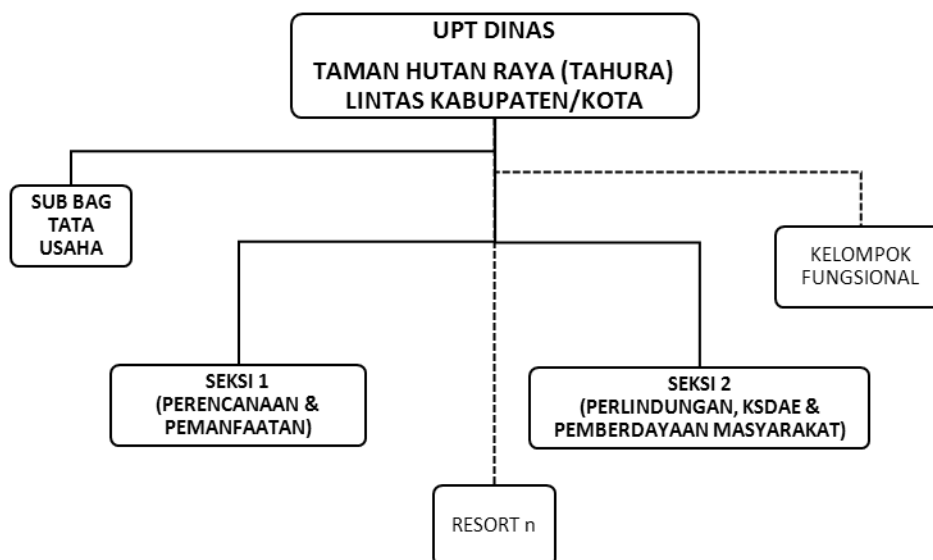 UPT DINAS
TAMAN HUTAN RAYA (TAHURA)
LINTAS KABUPATEN/KOTA
SUB BAG
TATA
USAHA
KELOMPOK
FUNGSIONAL
SEKSI 1
(PERENCANAAN &
PEMANFAATAN)
SEKSI 2
(PERLINDUNGAN, KSDAE &
PEMBERDAYAAN MASYARAKAT)
RESORT n